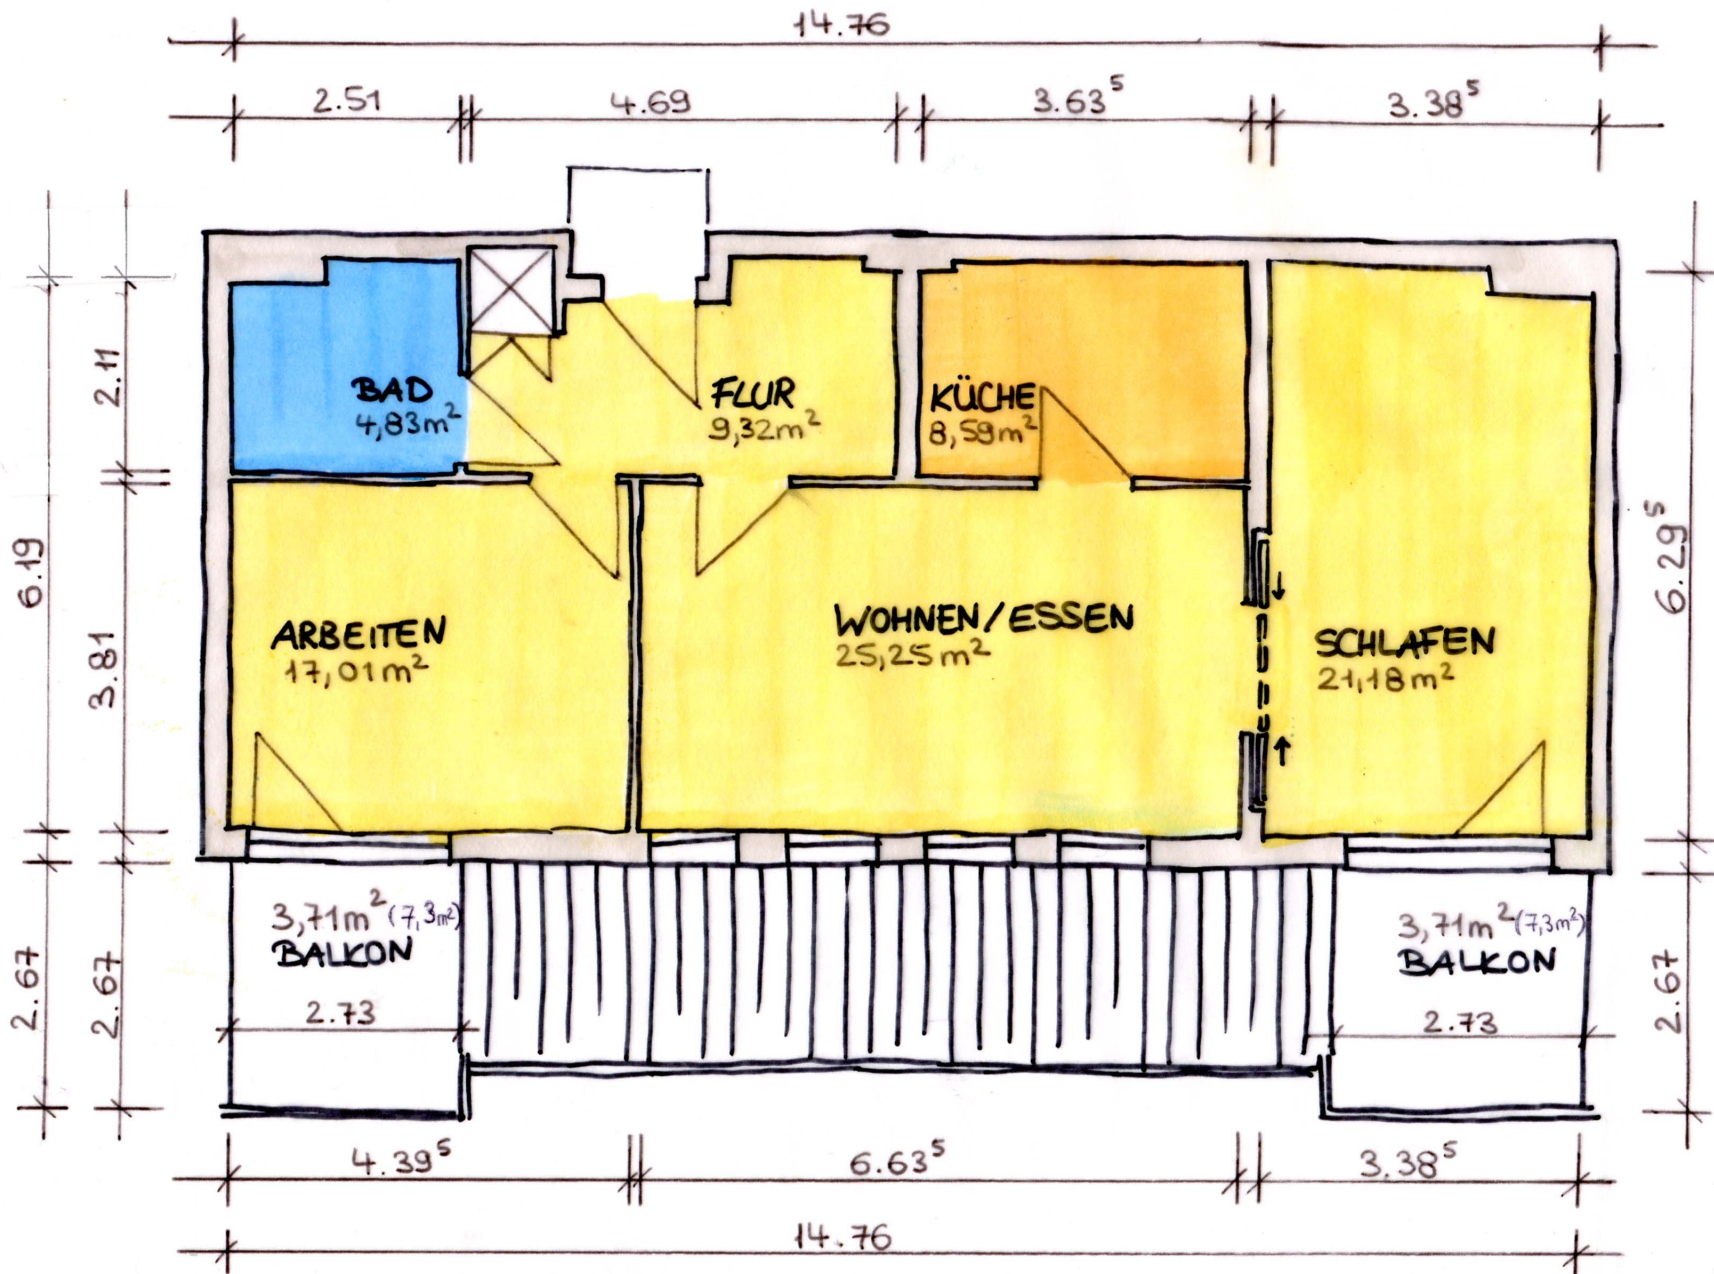 14.76
2.51
4.69
3.63⁵
3.38⁵
2.11
6.19
3.81
2.67
2.67
6.29⁵
2.67
BAD
4,83m²
FLUR
9,32m²
KÜCHE
8,59m²
ARBEITEN
17,01m²
WOHNEN/ESSEN
25,25m²
SCHLAFEN
21,18m²
3,71m² (7,3m²)
BALKON
2.73
3,71m² (7,3m²)
BALKON
2.73
4.39⁵
6.63⁵
3.38⁵
14.76